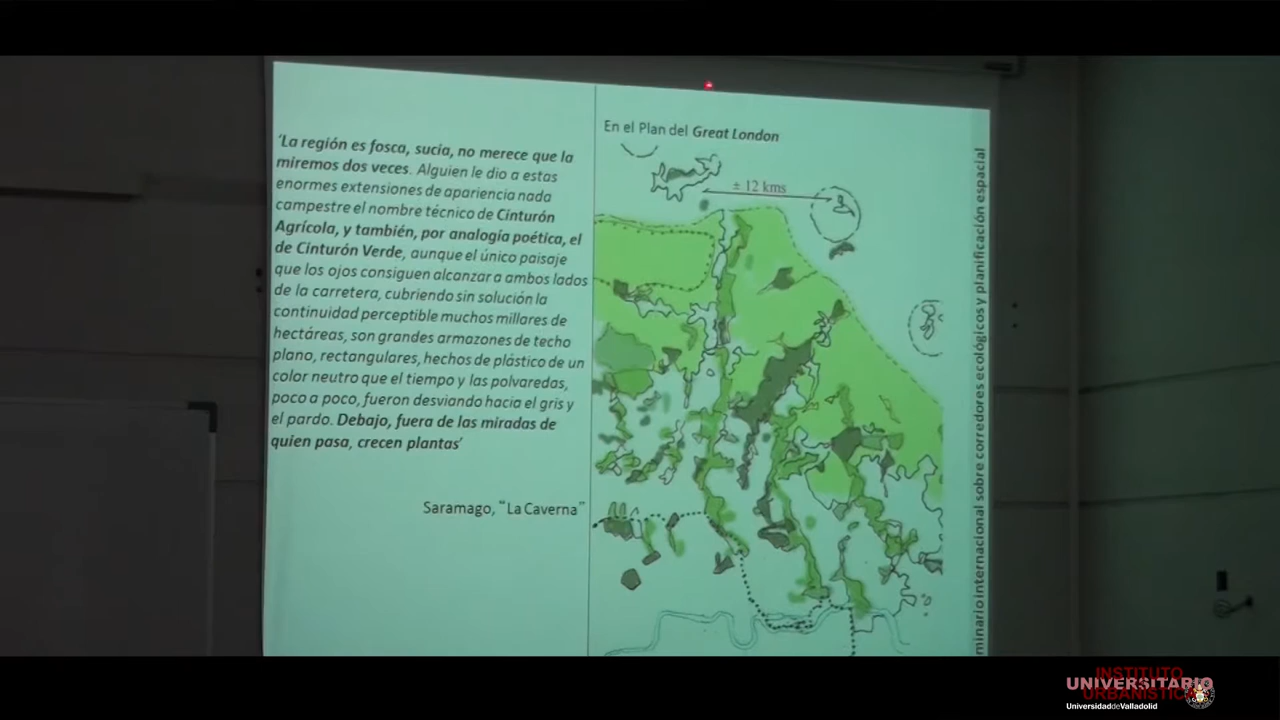 ‘La región es fosca, sucia, no merece que la
miremos dos veces. Alguien le dio a estas
enormes extensiones de apariencia nada
campestre el nombre técnico de Cinturón
Agrícola, y también, por analogía poética, el
de Cinturón Verde, aunque el único paisaje
que los ojos consiguen alcanzar a ambos lados
de la carretera, cubriendo sin solución la
continuidad perceptible muchos millares de
hectáreas, son grandes armazones de techo
plano, rectangulares, hechos de plástico de un
color neutro que el tiempo y las polvaredas,
poco a poco, fueron desviando hacia el gris y
el pardo. Debajo, fuera de las miradas de
quien pasa, crecen plantas’
Saramago, “La Caverna”
En el Plan del Great London
± 12 kms
minario internacional sobre corredores ecológicos y planificación espacial
INSTITUTO
UNIVERSITARIO
URBANÍSTICA
UniversidaddeValladolid